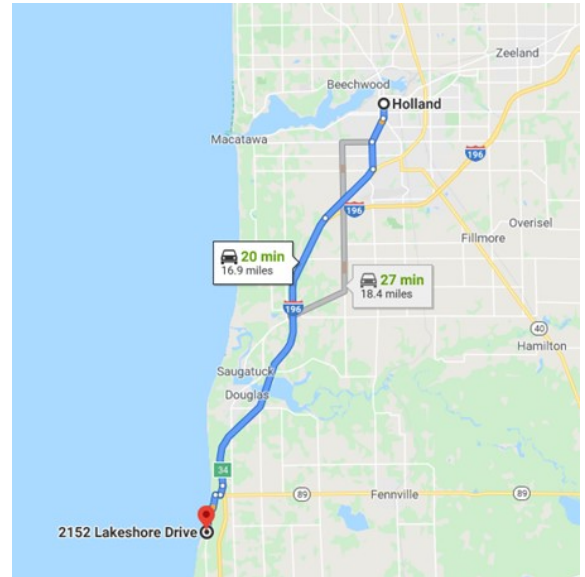 Zeeland
Beechwood
Holland
Macatawa
196
196
Overisel
Fillmore
20 min
16.9 miles
27 min
18.4 miles
196
40
Hamilton
Saugatuck
Douglas
34
89
Fennville
89
2152 Lakeshore Drive